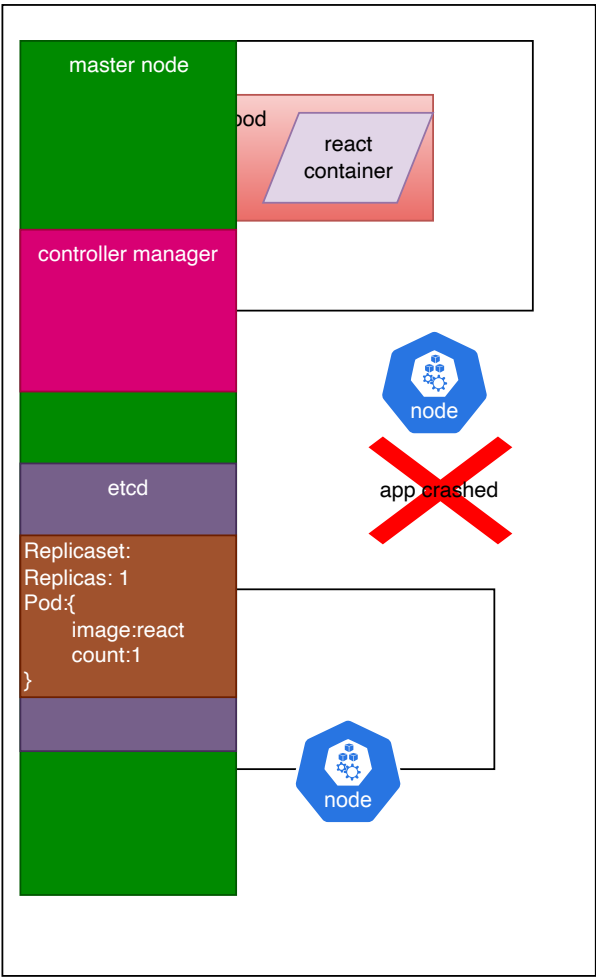 master node
pod
react
container
controller manager
node
app crashed
etcd
Replicaset:
Replicas: 1
Pod:{
image:react
count:1
}
node